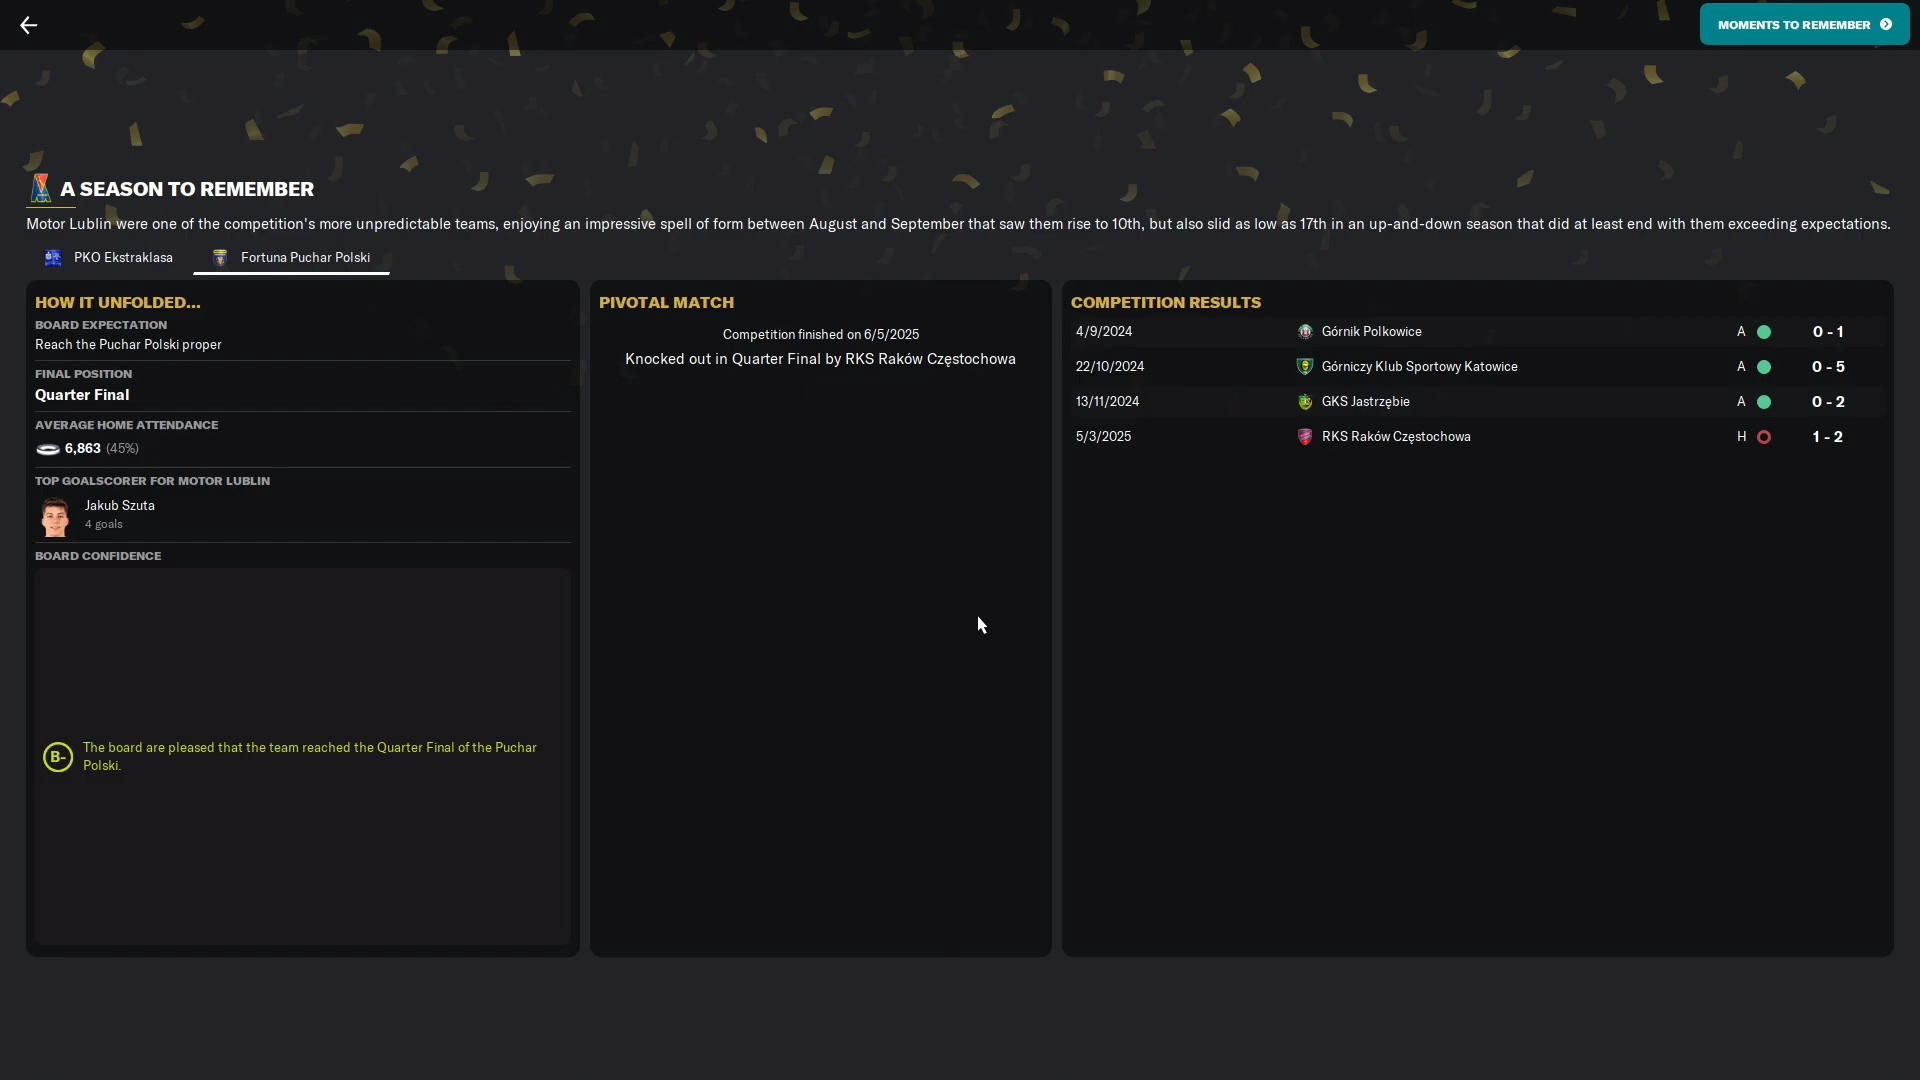 MOMENTS TO REMEMBER
A SEASON TO REMEMBER
Motor Lublin were one of the competition's more unpredictable teams, enjoying an impressive spell of form between August and September that saw them rise to 10th, but also slid as low as 17th in an up-and-down season that did at least end with them exceeding expectations.
PKO Ekstraklasa
Fortuna Puchar Polski
HOW IT UNFOLDED...
BOARD EXPECTATION
Reach the Puchar Polski proper
FINAL POSITION
Quarter Final
AVERAGE HOME ATTENDANCE
6,863 (45%)
TOP GOALSCORER FOR MOTOR LUBLIN
Jakub Szuta
4 goals
BOARD CONFIDENCE
B-
The board are pleased that the team reached the Quarter Final of the Puchar
Polski.
PIVOTAL MATCH
Competition finished on 6/5/2025
Knocked out in Quarter Final by RKS Raków Częstochowa
COMPETITION RESULTS
4/9/2024 Górnik Polkowice A 0 - 1
22/10/2024 Górniczy Klub Sportowy Katowice A 0 - 5
13/11/2024 GKS Jastrzębie A 0 - 2
5/3/2025 RKS Raków Częstochowa H 1 - 2